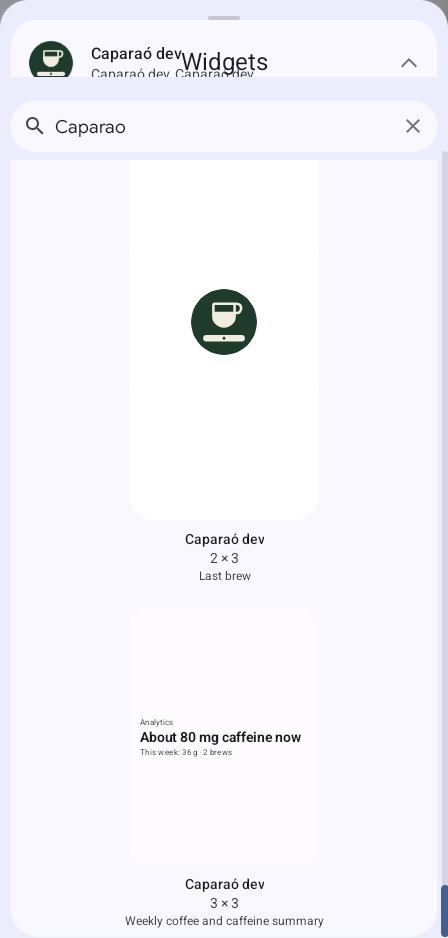 Widgets
Caparaó dev
Caparaó dev, Caparaó dev
Caparao
Caparaó dev
2 × 3
Last brew
Analytics
About 80 mg caffeine now
This week: 36 g · 2 brews
Caparaó dev
3 × 3
Weekly coffee and caffeine summary